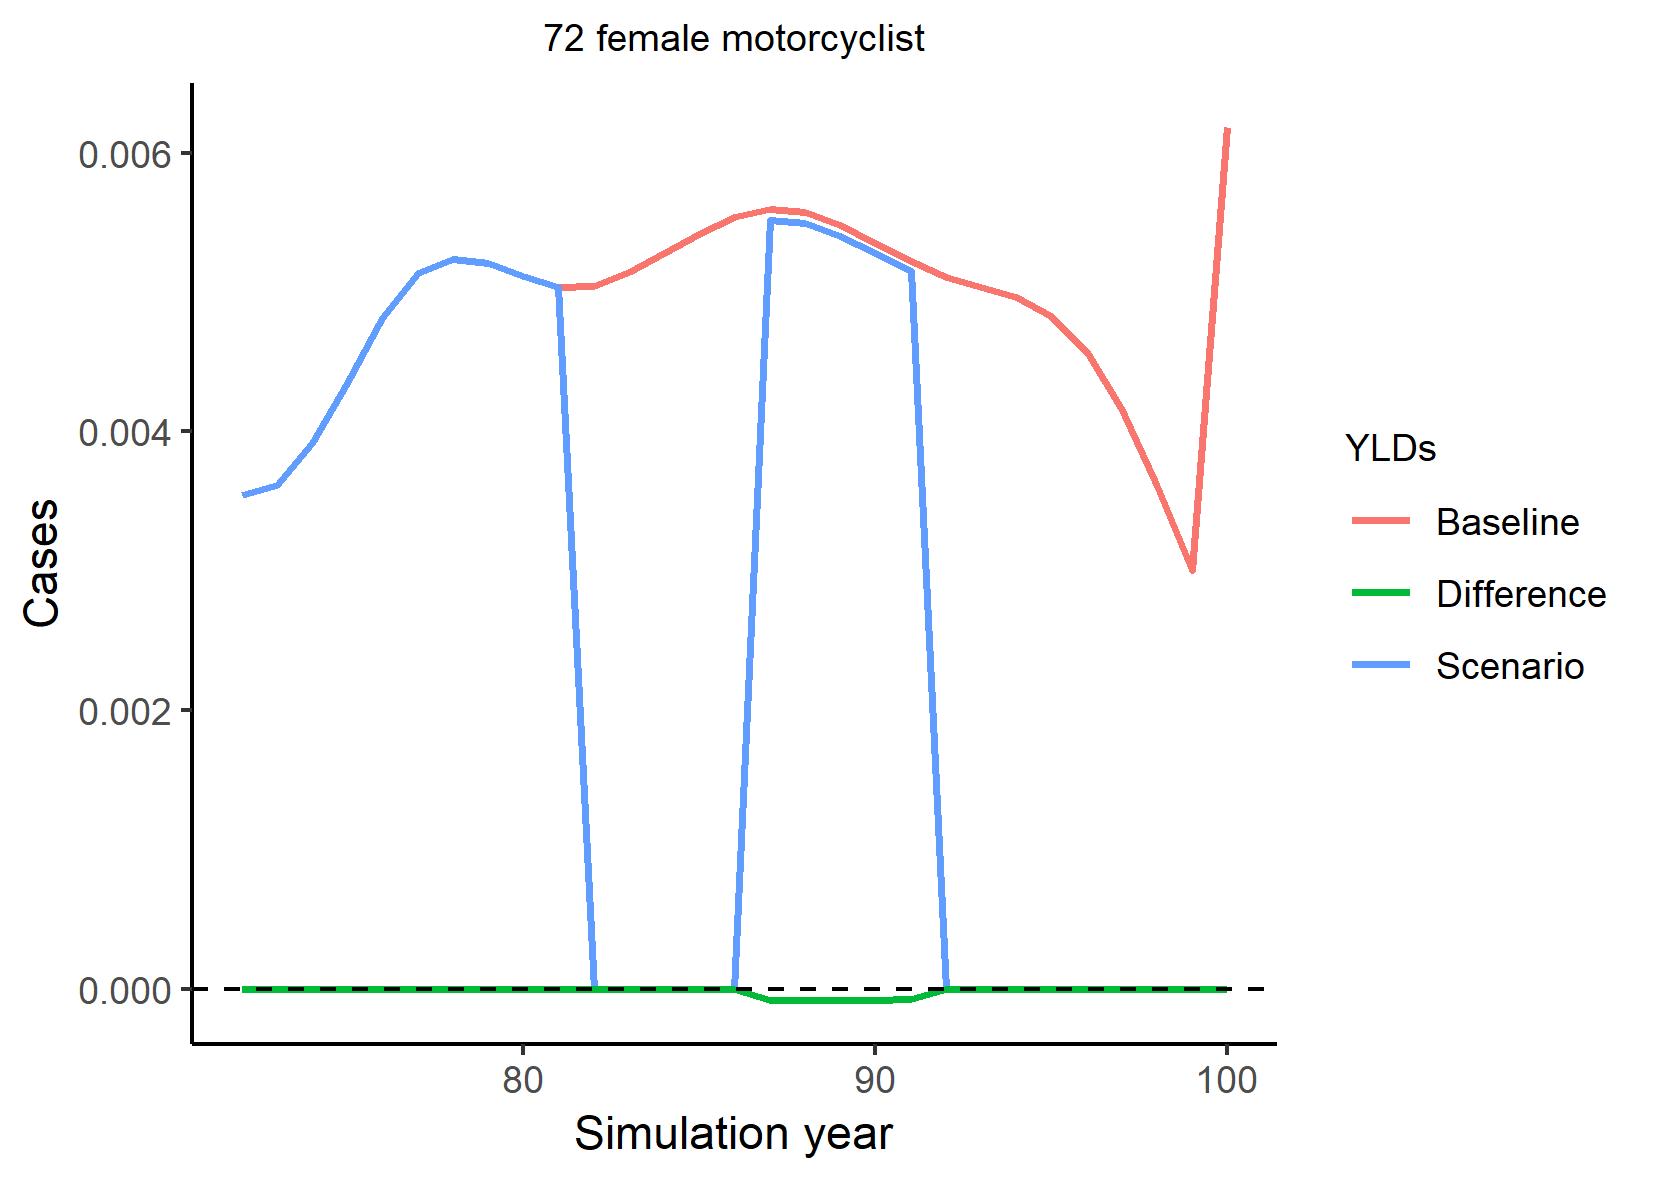 72 female motorcyclist
0.006
0.004
0.002
0.000
Cases
80 90 100
Simulation year
YLDs
Baseline
Difference
Scenario